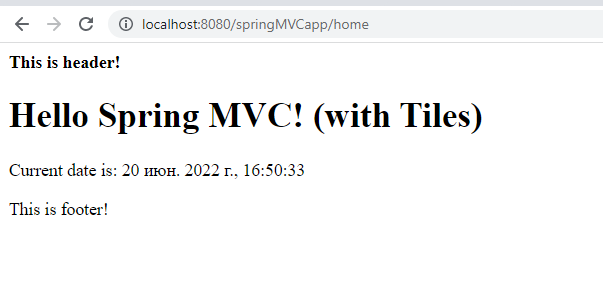 localhost:8080/springMVCapp/home
This is header!
Hello Spring MVC! (with Tiles)
Current date is: 20 июн. 2022 г., 16:50:33
This is footer!